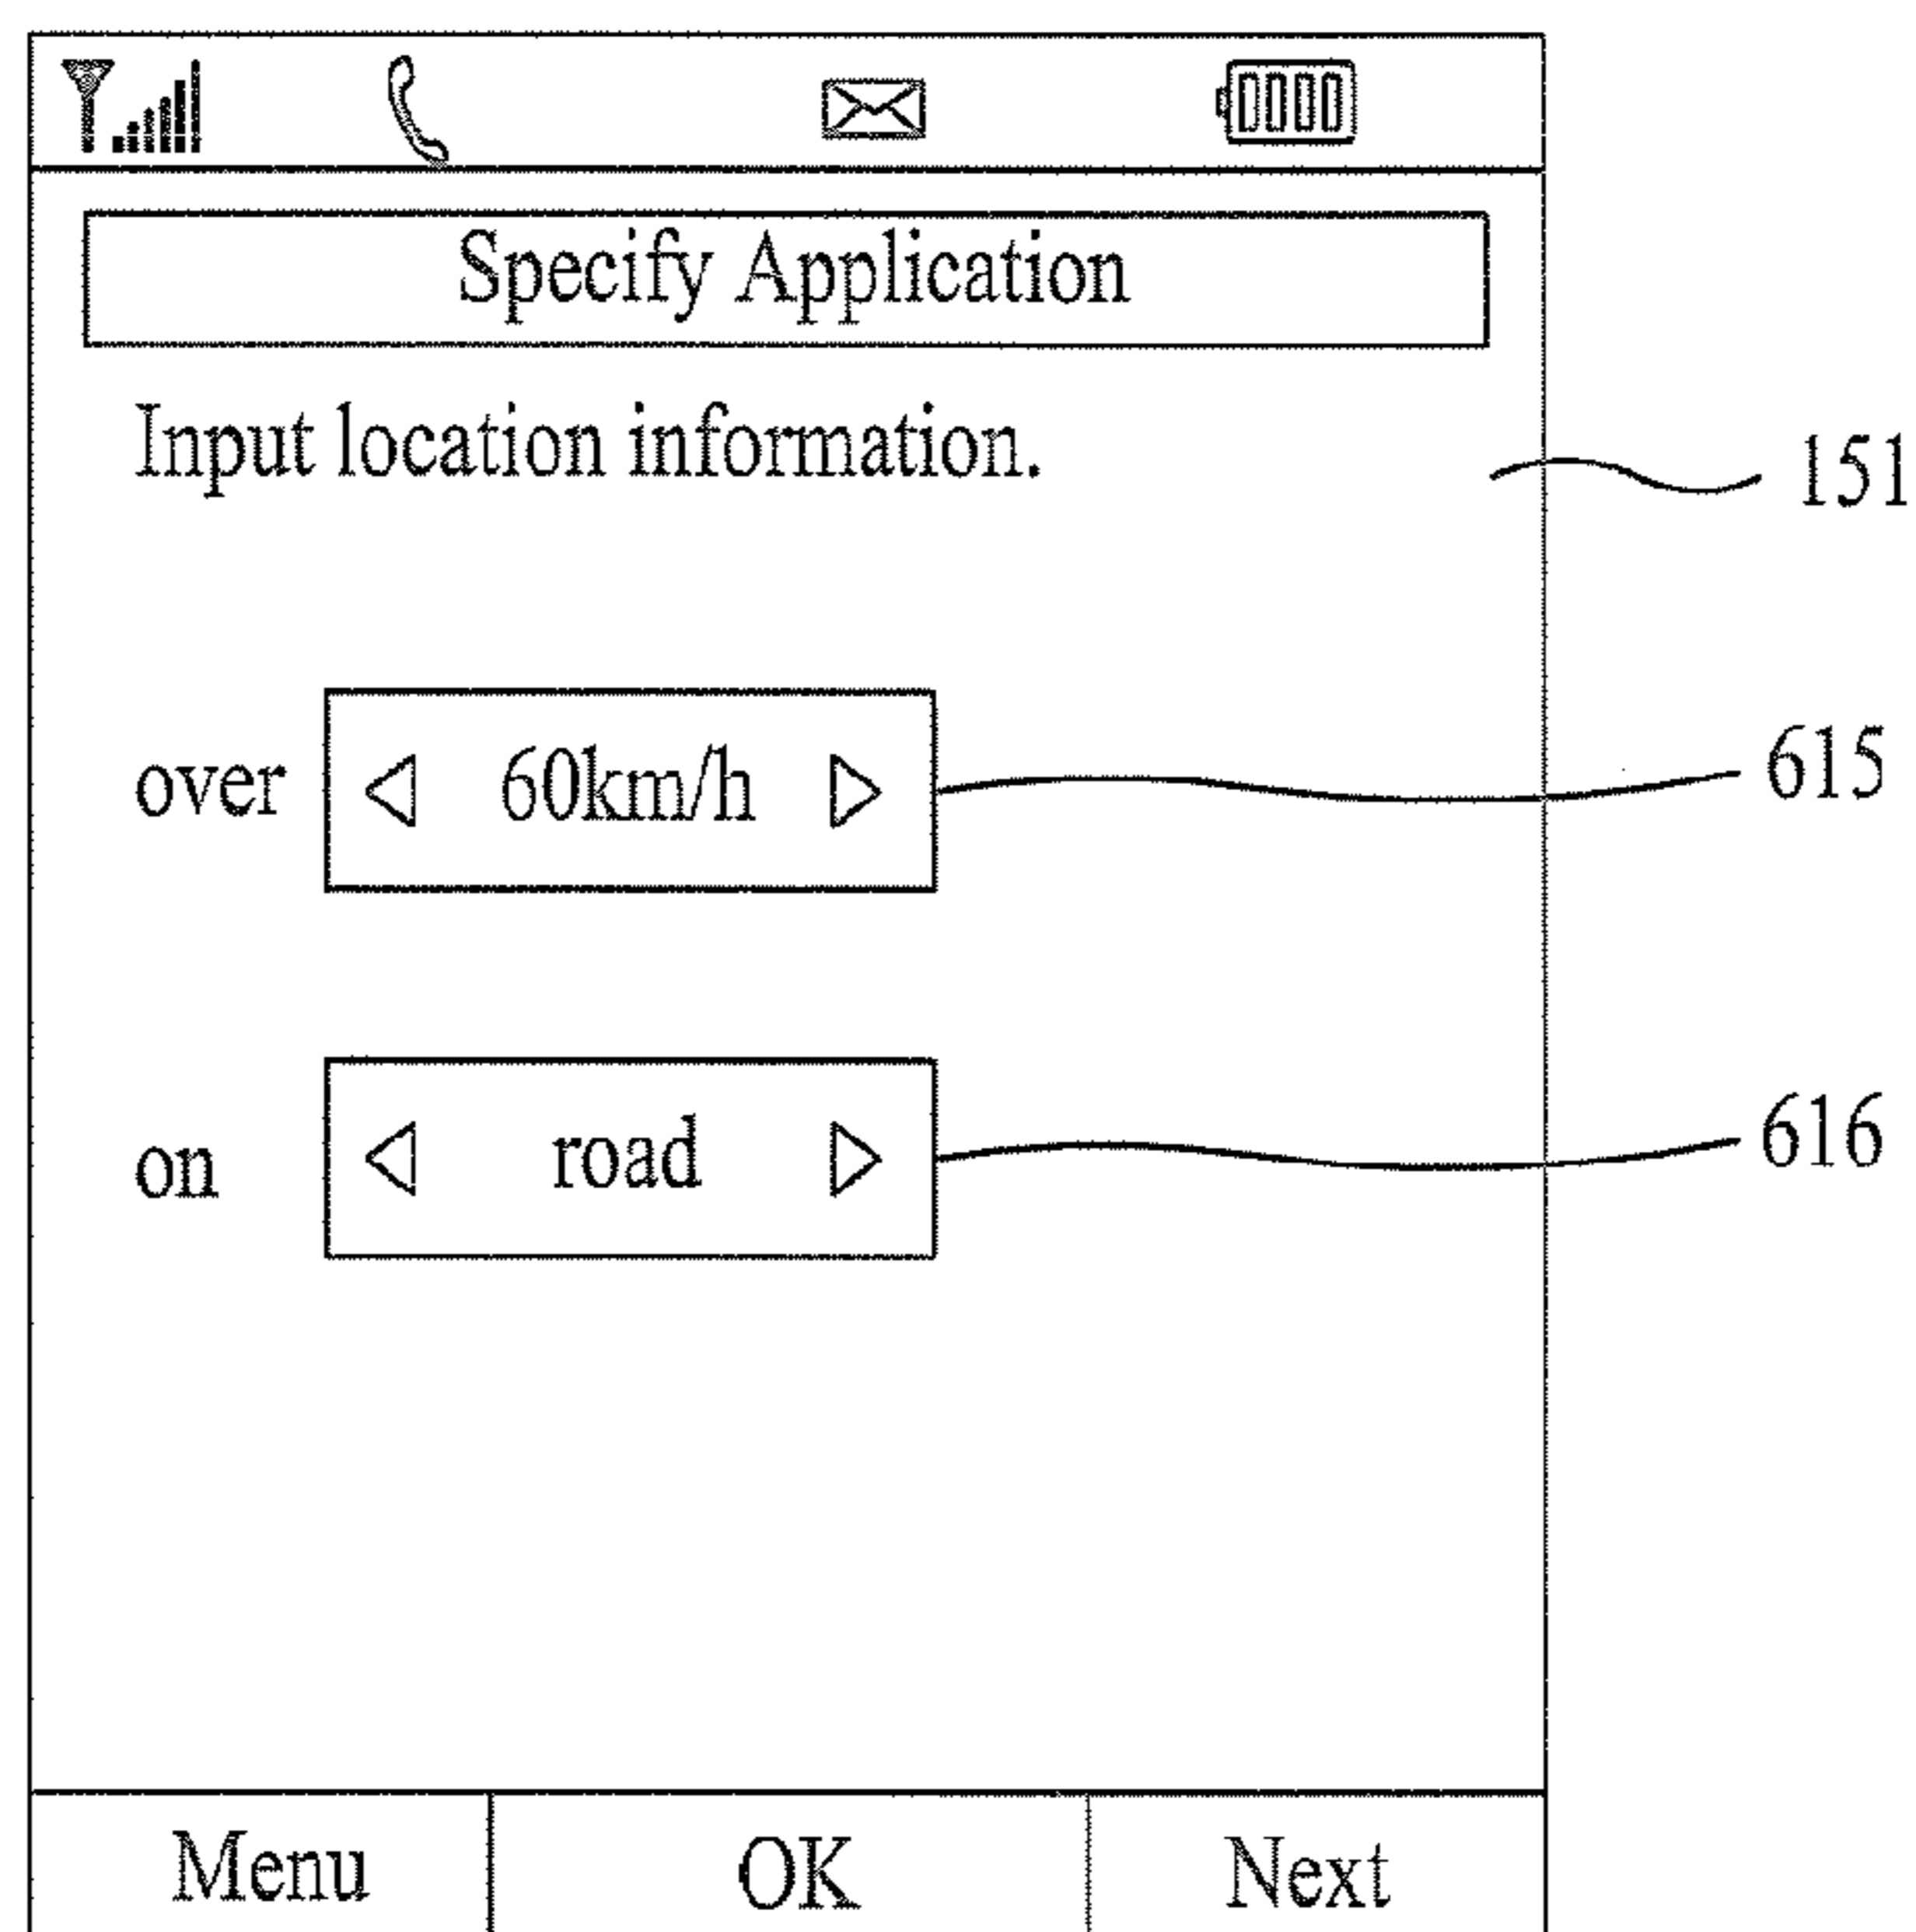 Specify Application
Input location information.
151
over 60km/h 615
on road 616
Menu OK Next